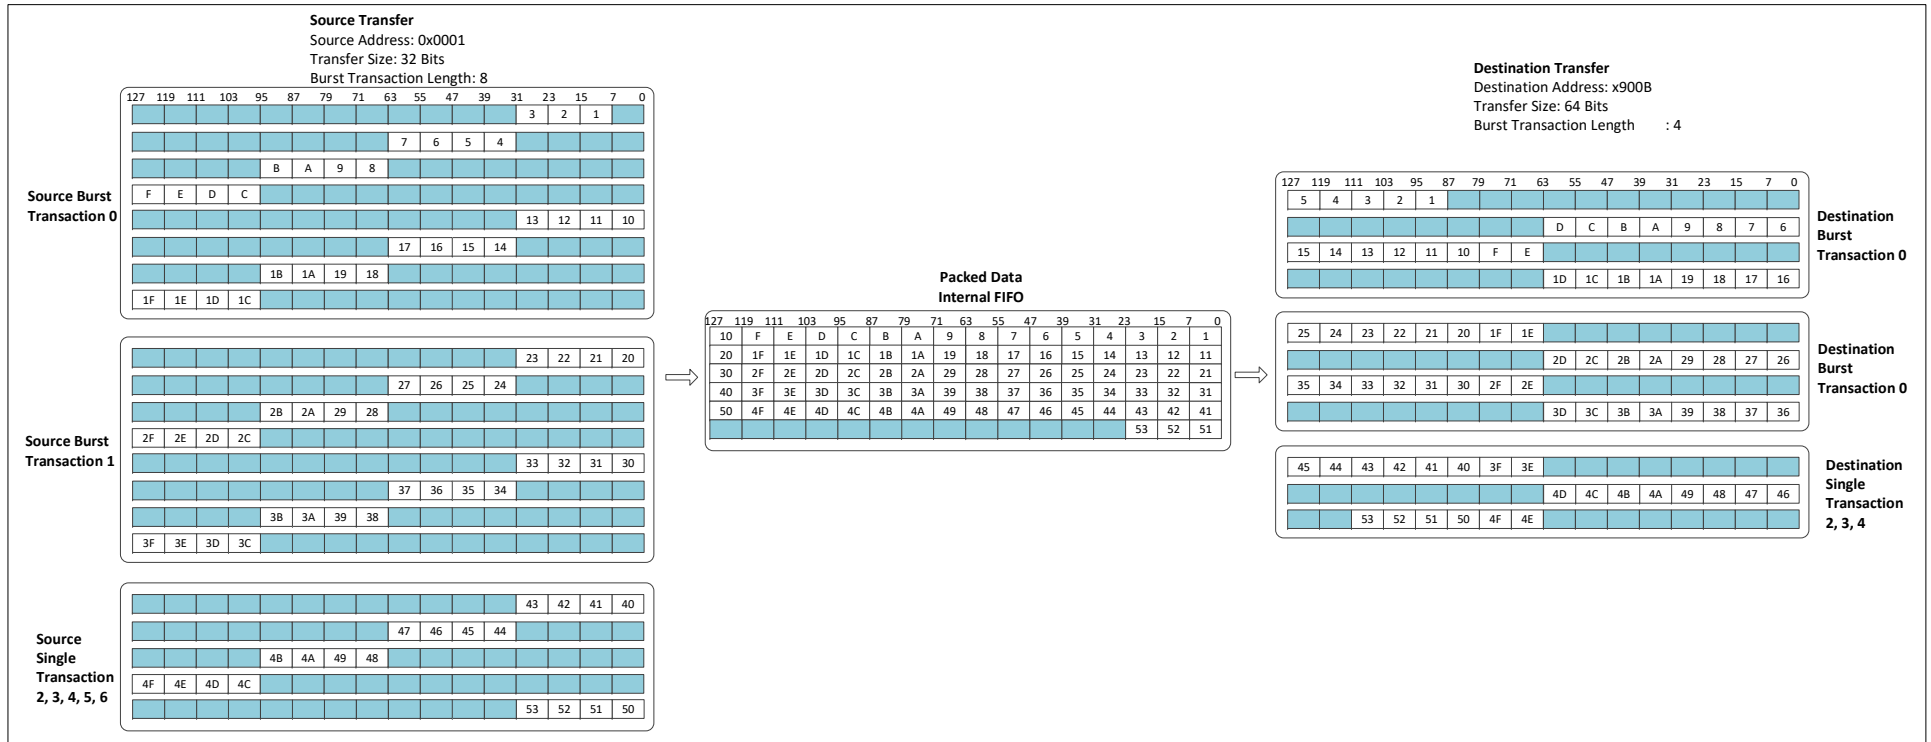 Source Transfer
Source Address: 0x0001
Transfer Size: 32 Bits
Burst Transaction Length: 8
127 119 111 103 95 87 79 71 63 55 47 39 31 23 15 7 0
3 2 1
7 6 5 4
B A 9 8
F E D C
13 12 11 10
17 16 15 14
1B 1A 19 18
1F 1E 1D 1C
Source Burst
Transaction 0
23 22 21 20
27 26 25 24
2B 2A 29 28
2F 2E 2D 2C
33 32 31 30
37 36 35 34
3B 3A 39 38
3F 3E 3D 3C
Source Burst
Transaction 1
43 42 41 40
47 46 45 44
4B 4A 49 48
4F 4E 4D 4C
53 52 51 50
Source
Single
Transaction
2, 3, 4, 5, 6
Packed Data
Internal FIFO
127 119 111 103 95 87 79 71 63 55 47 39 31 23 15 7 0
10 F E D C B A 9 8 7 6 5 4 3 2 1
20 1F 1E 1D 1C 1B 1A 19 18 17 16 15 14 13 12 11
30 2F 2E 2D 2C 2B 2A 29 28 27 26 25 24 23 22 21
40 3F 3E 3D 3C 3B 3A 39 38 37 36 35 34 33 32 31
50 4F 4E 4D 4C 4B 4A 49 48 47 46 45 44 43 42 41
53 52 51
Destination Transfer
Destination Address: x900B
Transfer Size: 64 Bits
Burst Transaction Length : 4
127 119 111 103 95 87 79 71 63 55 47 39 31 23 15 7 0
5 4 3 2 1
D C B A 9 8 7 6
15 14 13 12 11 10 F E
1D 1C 1B 1A 19 18 17 16
Destination
Burst
Transaction 0
25 24 23 22 21 20 1F 1E
2D 2C 2B 2A 29 28 27 26
35 34 33 32 31 30 2F 2E
3D 3C 3B 3A 39 38 37 36
Destination
Burst
Transaction 0
45 44 43 42 41 40 3F 3E
4D 4C 4B 4A 49 48 47 46
53 52 51 50 4F 4E
Destination
Single
Transaction
2, 3, 4